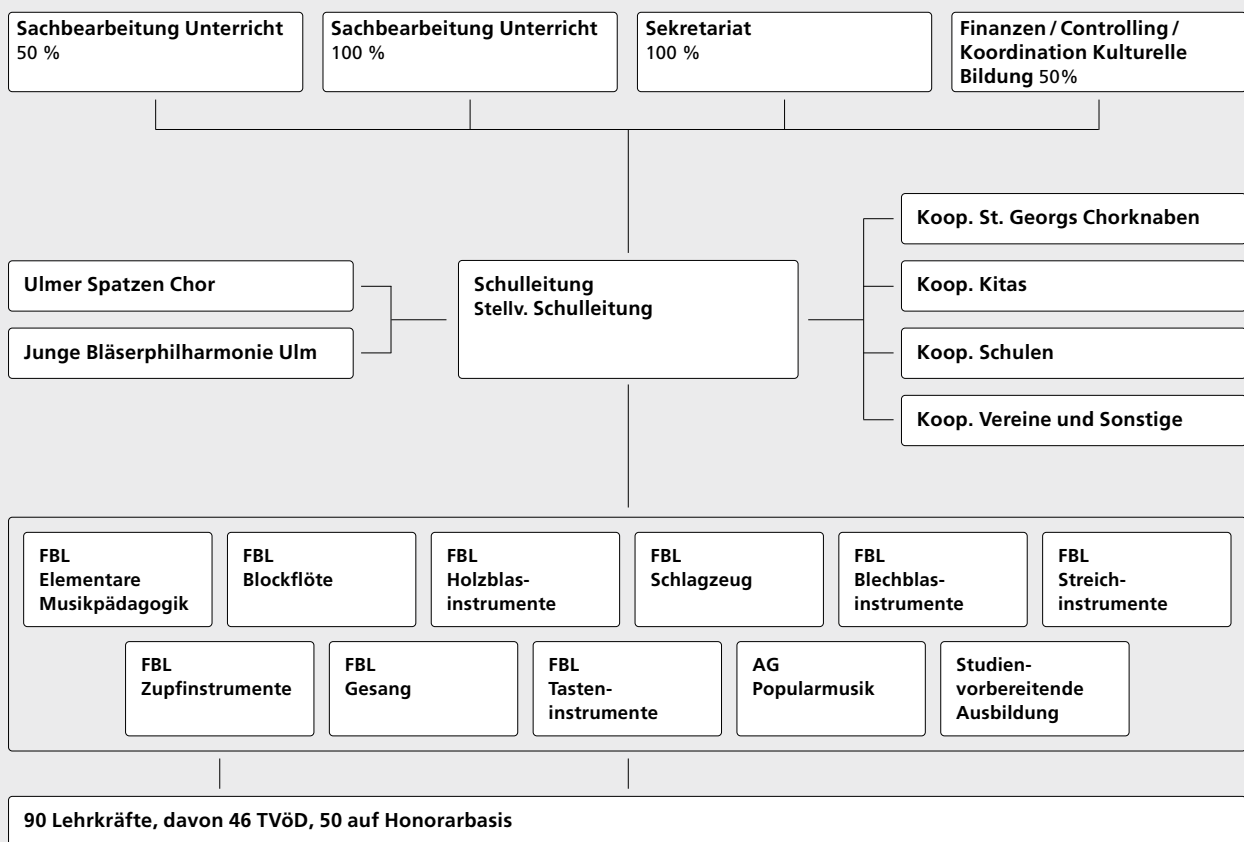 Sachbearbeitung Unterricht
50 %
Sachbearbeitung Unterricht
100 %
Sekretariat
100 %
Finanzen / Controlling /
Koordination Kulturelle
Bildung 50%
Koop. St. Georgs Chorknaben
Ulmer Spatzen Chor
Schulleitung
Stellv. Schulleitung
Koop. Kitas
Junge Bläserphilharmonie Ulm
Koop. Schulen
Koop. Vereine und Sonstige
FBL
Elementare
Musikpädagogik
FBL
Blockflöte
FBL
Holzblas-
instrumente
FBL
Schlagzeug
FBL
Blechblas-
instrumente
FBL
Streich-
instrumente
FBL
Zupfinstrumente
FBL
Gesang
FBL
Tasten-
instrumente
AG
Popularmusik
Studien-
vorbereitende
Ausbildung
90 Lehrkräfte, davon 46 TVöD, 50 auf Honorarbasis